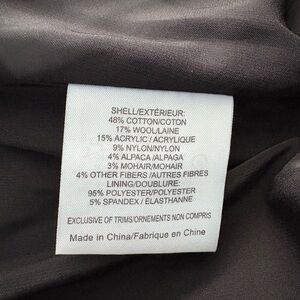 SHELL/EXTÉRIEUR:
48% COTTON/COTON
17% WOOL/LAINE
15% ACRYLIC / ACRYLIQUE
9% NYLON/NYLON
4% ALPACA /ALPAGA
3% MOHAIR/MOHAIR
4% OTHER FIBERS /AUTRES FIBRES
LINING/DOUBLURE:
95% POLYESTER/POLYESTER
5% SPANDEX / ÉLASTHANNE
EXCLUSIVE OF TRIMS/ORNEMENTS NON COMPRIS
Made in China/Fabrique en Chine